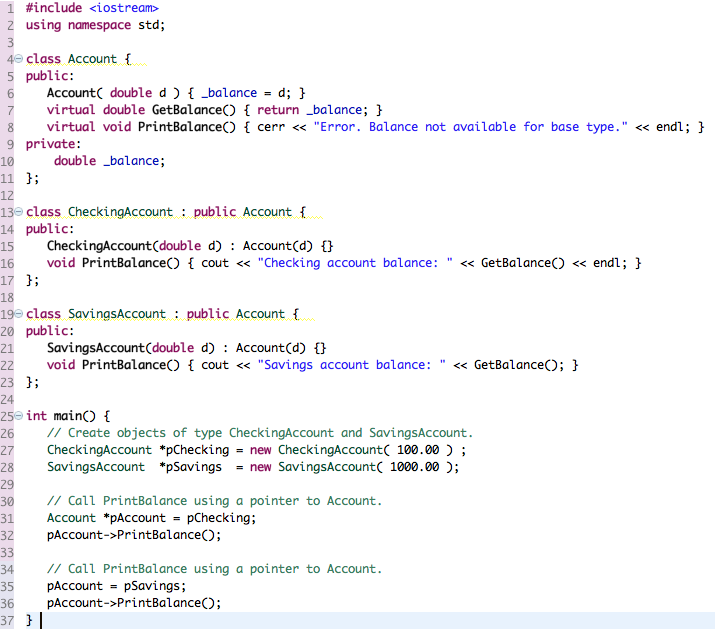 1 #include <iostream>
2 using namespace std;
3
4 class Account {
5 public:
6    Account( double d ) { _balance = d; }
7    virtual double GetBalance() { return _balance; }
8    virtual void PrintBalance() { cerr << "Error. Balance not available for base type." << endl; }
9 private:
10     double _balance;
11 };
12
13 class CheckingAccount : public Account {
14 public:
15    CheckingAccount(double d) : Account(d) {}
16    void PrintBalance() { cout << "Checking account balance: " << GetBalance() << endl; }
17 };
18
19 class SavingsAccount : public Account {
20 public:
21    SavingsAccount(double d) : Account(d) {}
22    void PrintBalance() { cout << "Savings account balance: " << GetBalance(); }
23 };
24
25 int main() {
26    // Create objects of type CheckingAccount and SavingsAccount.
27    CheckingAccount *pChecking = new CheckingAccount( 100.00 ) ;
28    SavingsAccount  *pSavings  = new SavingsAccount( 1000.00 );
29
30    // Call PrintBalance using a pointer to Account.
31    Account *pAccount = pChecking;
32    pAccount->PrintBalance();
33
34    // Call PrintBalance using a pointer to Account.
35    pAccount = pSavings;
36    pAccount->PrintBalance();
37 }